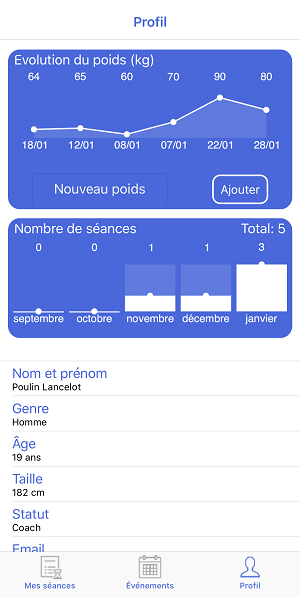 Profil
Evolution du poids (kg)
64 65 60 70 90 80
18/01 12/01 08/01 07/01 22/01 28/01
Nouveau poids Ajouter
Nombre de séances Total: 5
0 0 1 1 3
septembre octobre novembre décembre janvier
Nom et prénom
Poulin Lancelot
Genre
Homme
Âge
19 ans
Taille
182 cm
Statut
Coach
Email
Mes séances Événements Profil